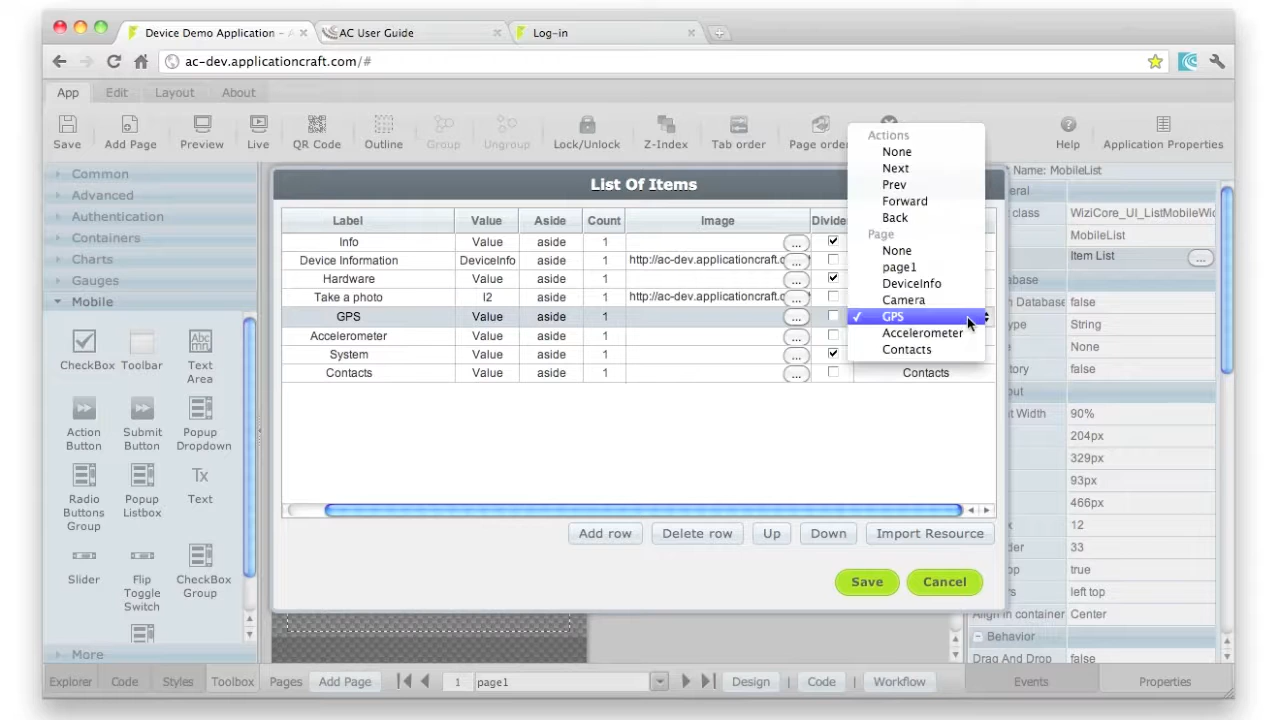 Device Demo Application –
AC User Guide
Log-in
ac-dev.applicationcraft.com/#
App
Edit
Layout
About
Save
Add Page
Preview
Live
QR Code
Outline
Group
Ungroup
Lock/Unlock
Z-Index
Tab order
Page order
Help
Application Properties
Common
Advanced
Authentication
Containers
Charts
Gauges
Mobile
CheckBox
Toolbar
Text
Area
Action
Button
Submit
Button
Popup
Dropdown
Radio
Buttons
Group
Popup
Listbox
Tx
Text
Slider
Flip
Toggle
Switch
CheckBox
Group
More
List Of Items
Label Value Aside Count Image
Info Value aside 1 ...
Device Information DeviceInfo aside 1 http://ac-dev.applicationcraft.c ...
Hardware Value aside 1 ...
Take a photo I2 aside 1 http://ac-dev.applicationcraft.c ...
GPS Value aside 1 ...
Accelerometer Value aside 1 ...
System Value aside 1 ...
Contacts Value aside 1 ... Contacts
Actions
None
Next
Prev
Forward
Back
Page
None
page1
DeviceInfo
Camera
GPS
Accelerometer
Contacts
Add row
Delete row
Up
Down
Import Resource
Save
Cancel
Name: MobileList
class WiziCore_UI_ListMobileWid
MobileList
Item List ...
Database false
String
None
false
Width 90%
204px
329px
93px
466px
12
33
true
left top
Align in container Center
Behavior
Drag And Drop false
Explorer
Code
Styles
Toolbox
Pages
Add Page
1
page1
Design
Code
Workflow
Events
Properties